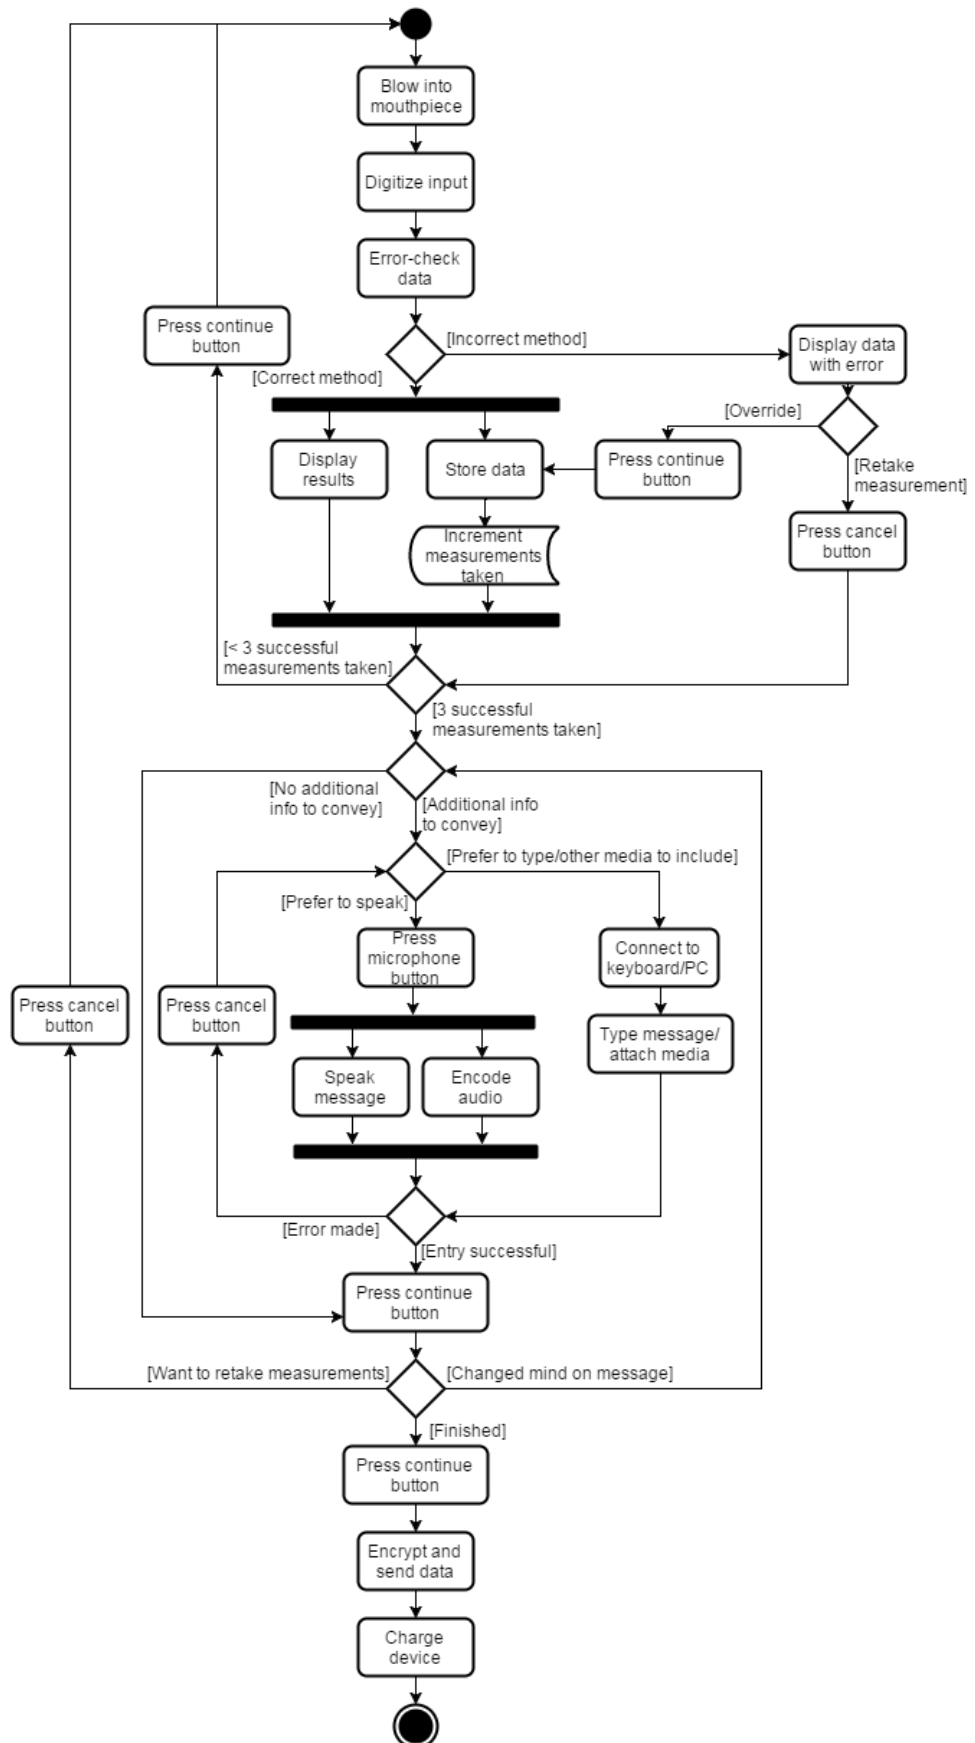 Blow into
mouthpiece
Digitize input
Error-check
data
Press continue
button
[Incorrect method]
Display data
with error
[Correct method]
[Override]
Display
results
Store data
Press continue
button
[Retake
measurement]
Increment
measurements
taken
Press cancel
button
[< 3 successful
measurements taken]
[3 successful
measurements taken]
[No additional
info to convey]
[Additional info
to convey]
[Prefer to type/other media to include]
[Prefer to speak]
Press
microphone
button
Connect to
keyboard/PC
Press cancel
button
Press cancel
button
Type message/
attach media
Speak
message
Encode
audio
[Error made]
[Entry successful]
Press continue
button
[Want to retake measurements]
[Changed mind on message]
[Finished]
Press continue
button
Encrypt and
send data
Charge
device